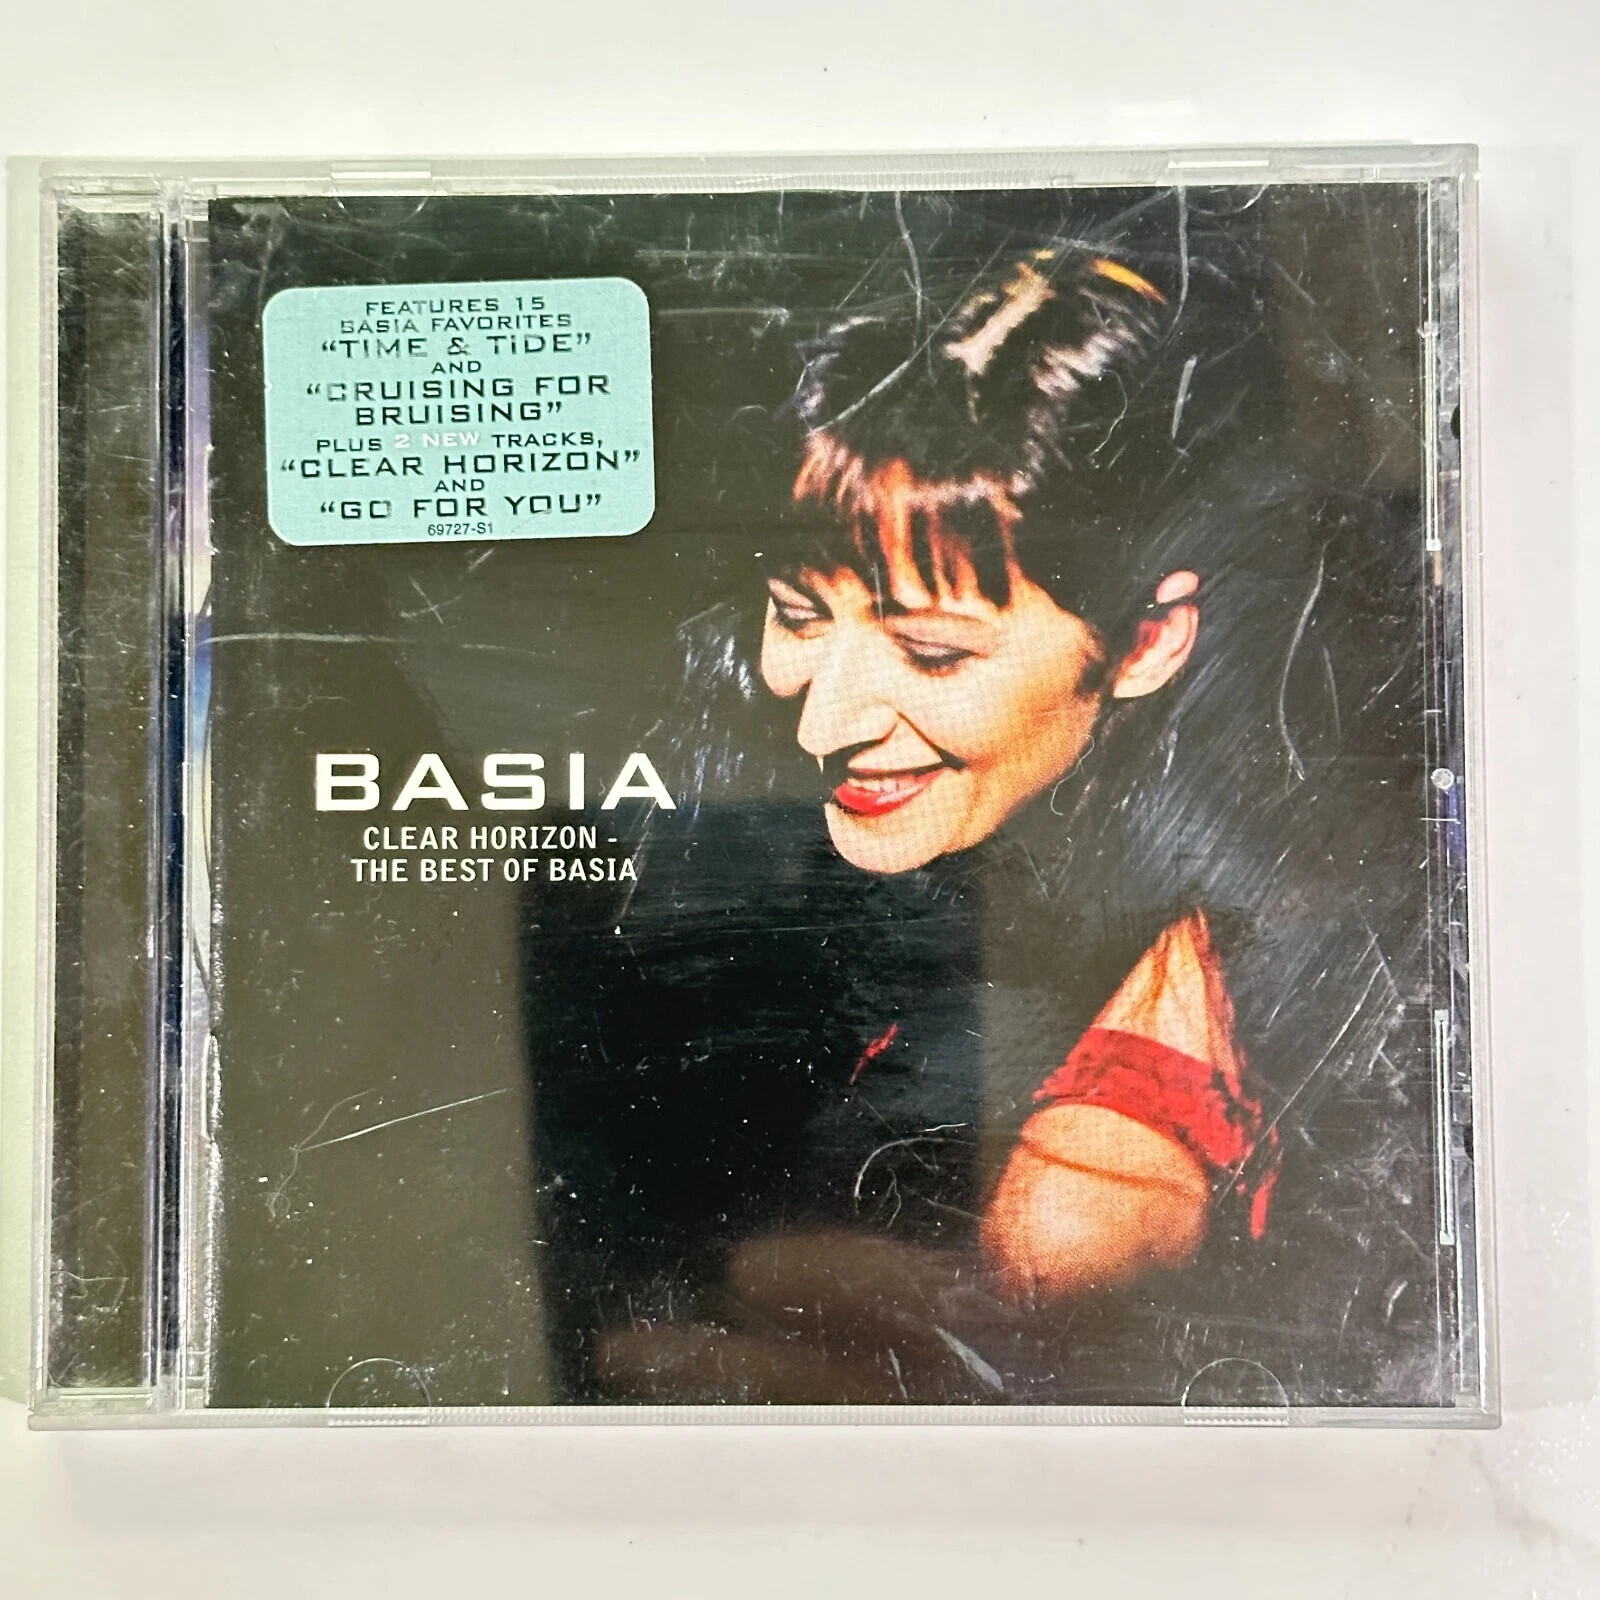 FEATURES 15
BASIA FAVORITES
“TIME & TiDE”
AND
“CRUISING FOR
BRUISING”
PLUS 2 NEW TRACKS,
“CLEAR HORIZON”
AND
“GO FOR YOU”
69727-S1
BASIA
CLEAR HORIZON -
THE BEST OF BASIA